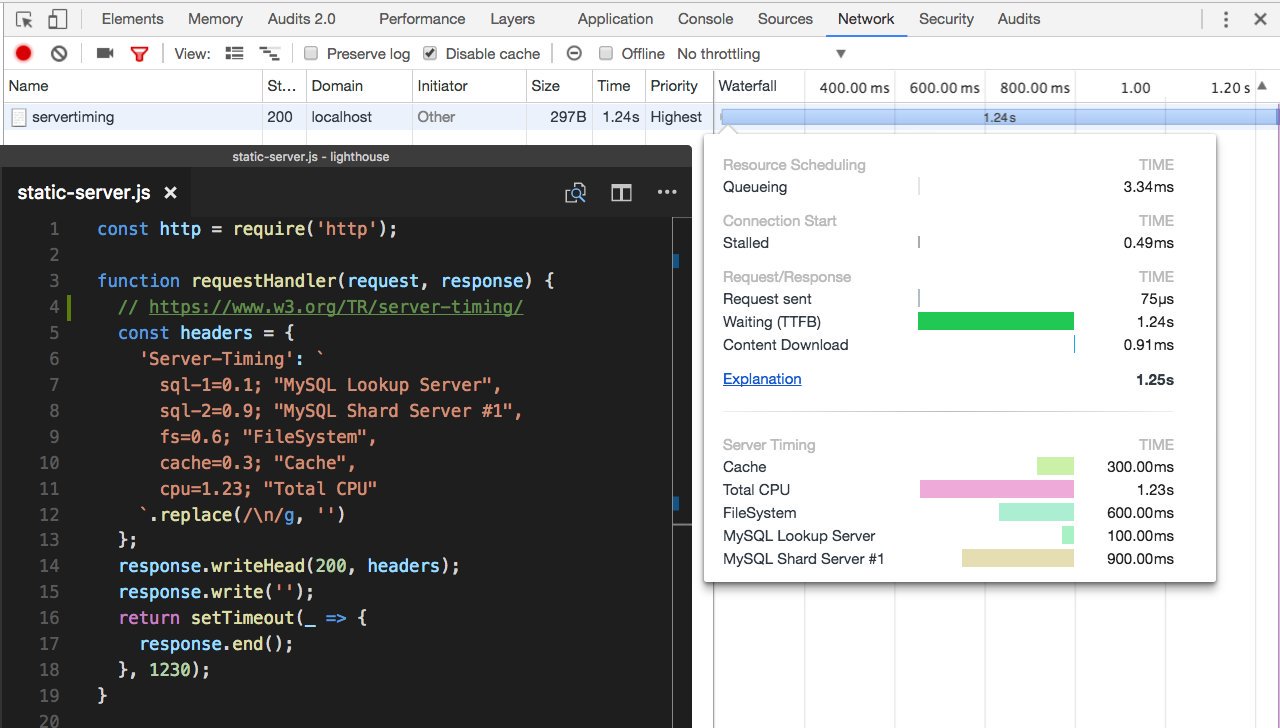 Elements Memory Audits 2.0 Performance Layers Application Console Sources Network Security Audits
View: Preserve log Disable cache Offline No throttling
Name St... Domain Initiator Size Time Priority Waterfall 400.00 ms 600.00 ms 800.00 ms 1.00 1.20 s
servertiming 200 localhost Other 297B 1.24s Highest 1.24s
static-server.js - lighthouse
static-server.js
1 const http = require('http');
2
3 function requestHandler(request, response) {
4 // https://www.w3.org/TR/server-timing/
5 const headers = {
6 'Server-Timing': `
7 sql-1=0.1; "MySQL Lookup Server",
8 sql-2=0.9; "MySQL Shard Server #1",
9 fs=0.6; "FileSystem",
10 cache=0.3; "Cache",
11 cpu=1.23; "Total CPU"
12 `.replace(/\n/g, '')
13 };
14 response.writeHead(200, headers);
15 response.write('');
16 return setTimeout(_ => {
17 response.end();
18 }, 1230);
19 }
20
Resource Scheduling TIME
Queueing 3.34ms
Connection Start TIME
Stalled 0.49ms
Request/Response TIME
Request sent 75µs
Waiting (TTFB) 1.24s
Content Download 0.91ms
Explanation 1.25s
Server Timing TIME
Cache 300.00ms
Total CPU 1.23s
FileSystem 600.00ms
MySQL Lookup Server 100.00ms
MySQL Shard Server #1 900.00ms